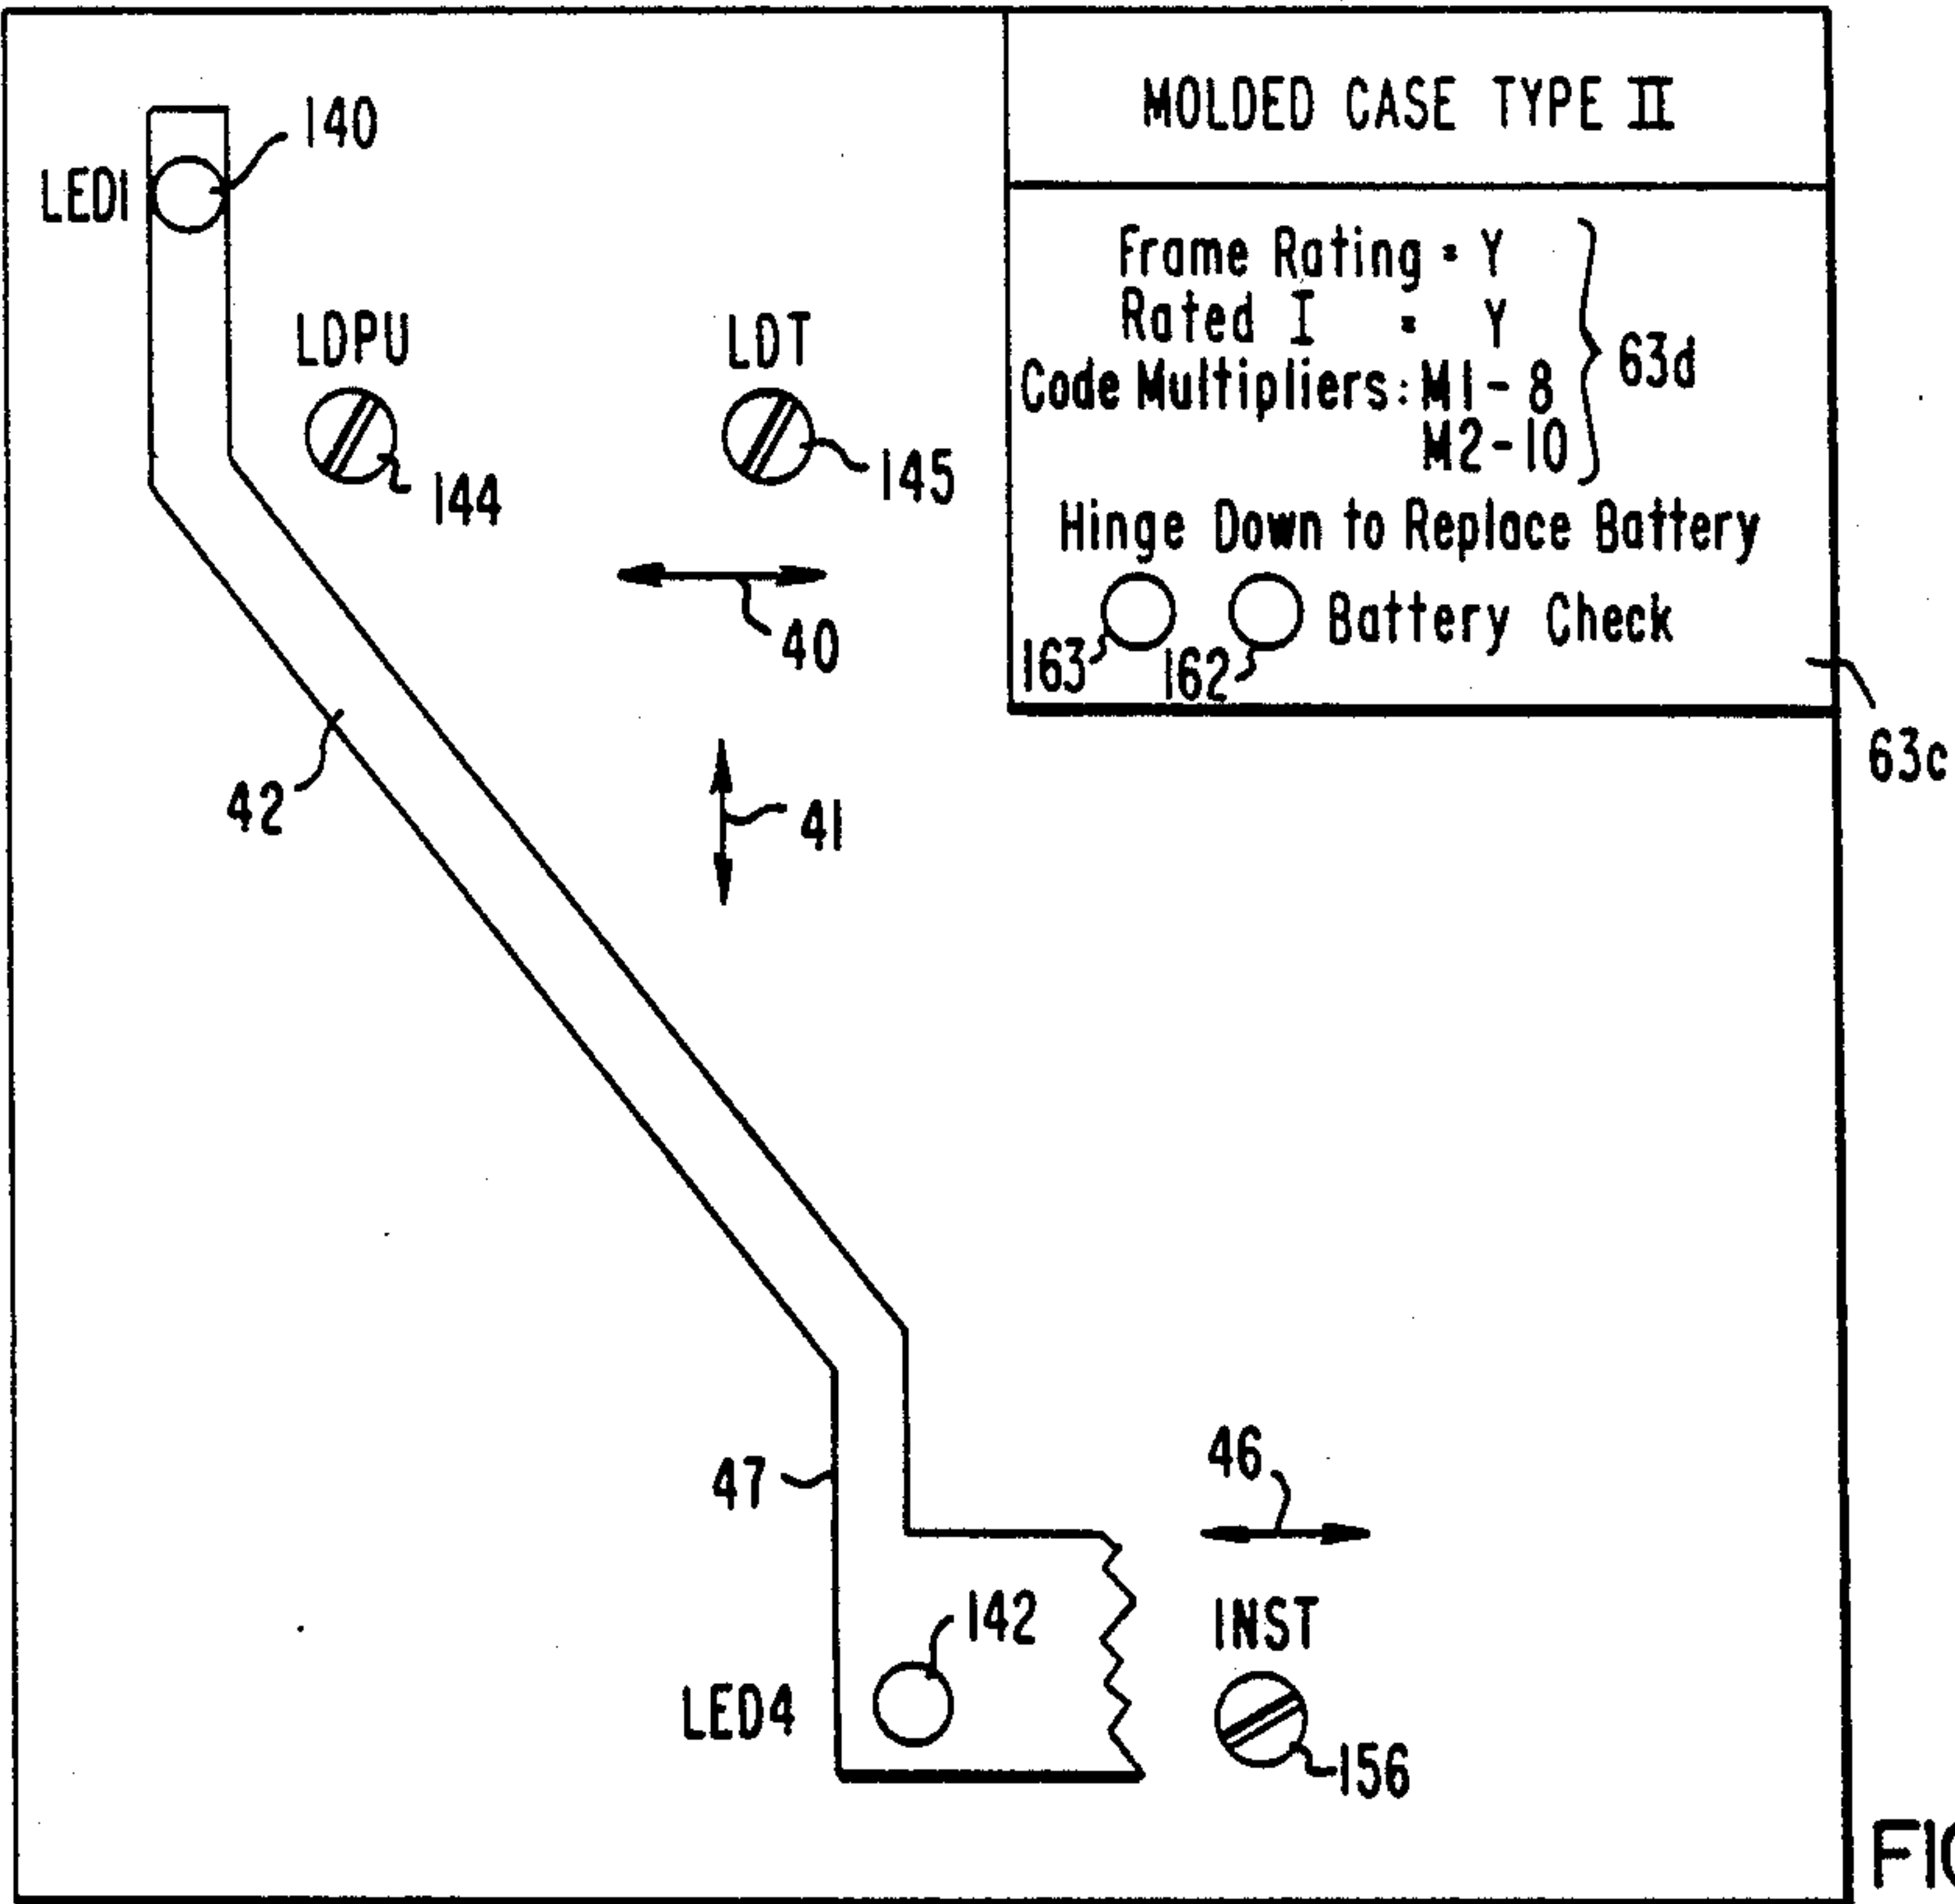 MOLDED CASE TYPE II
140
LED1
Frame Rating = Y
Rated I = Y
Code Multipliers: M1-8
M2-10
63d
LDPU
LDT
144
145
Hinge Down to Replace Battery
Battery Check
163
162
40
63c
42
41
47
46
142
INST
LED4
156